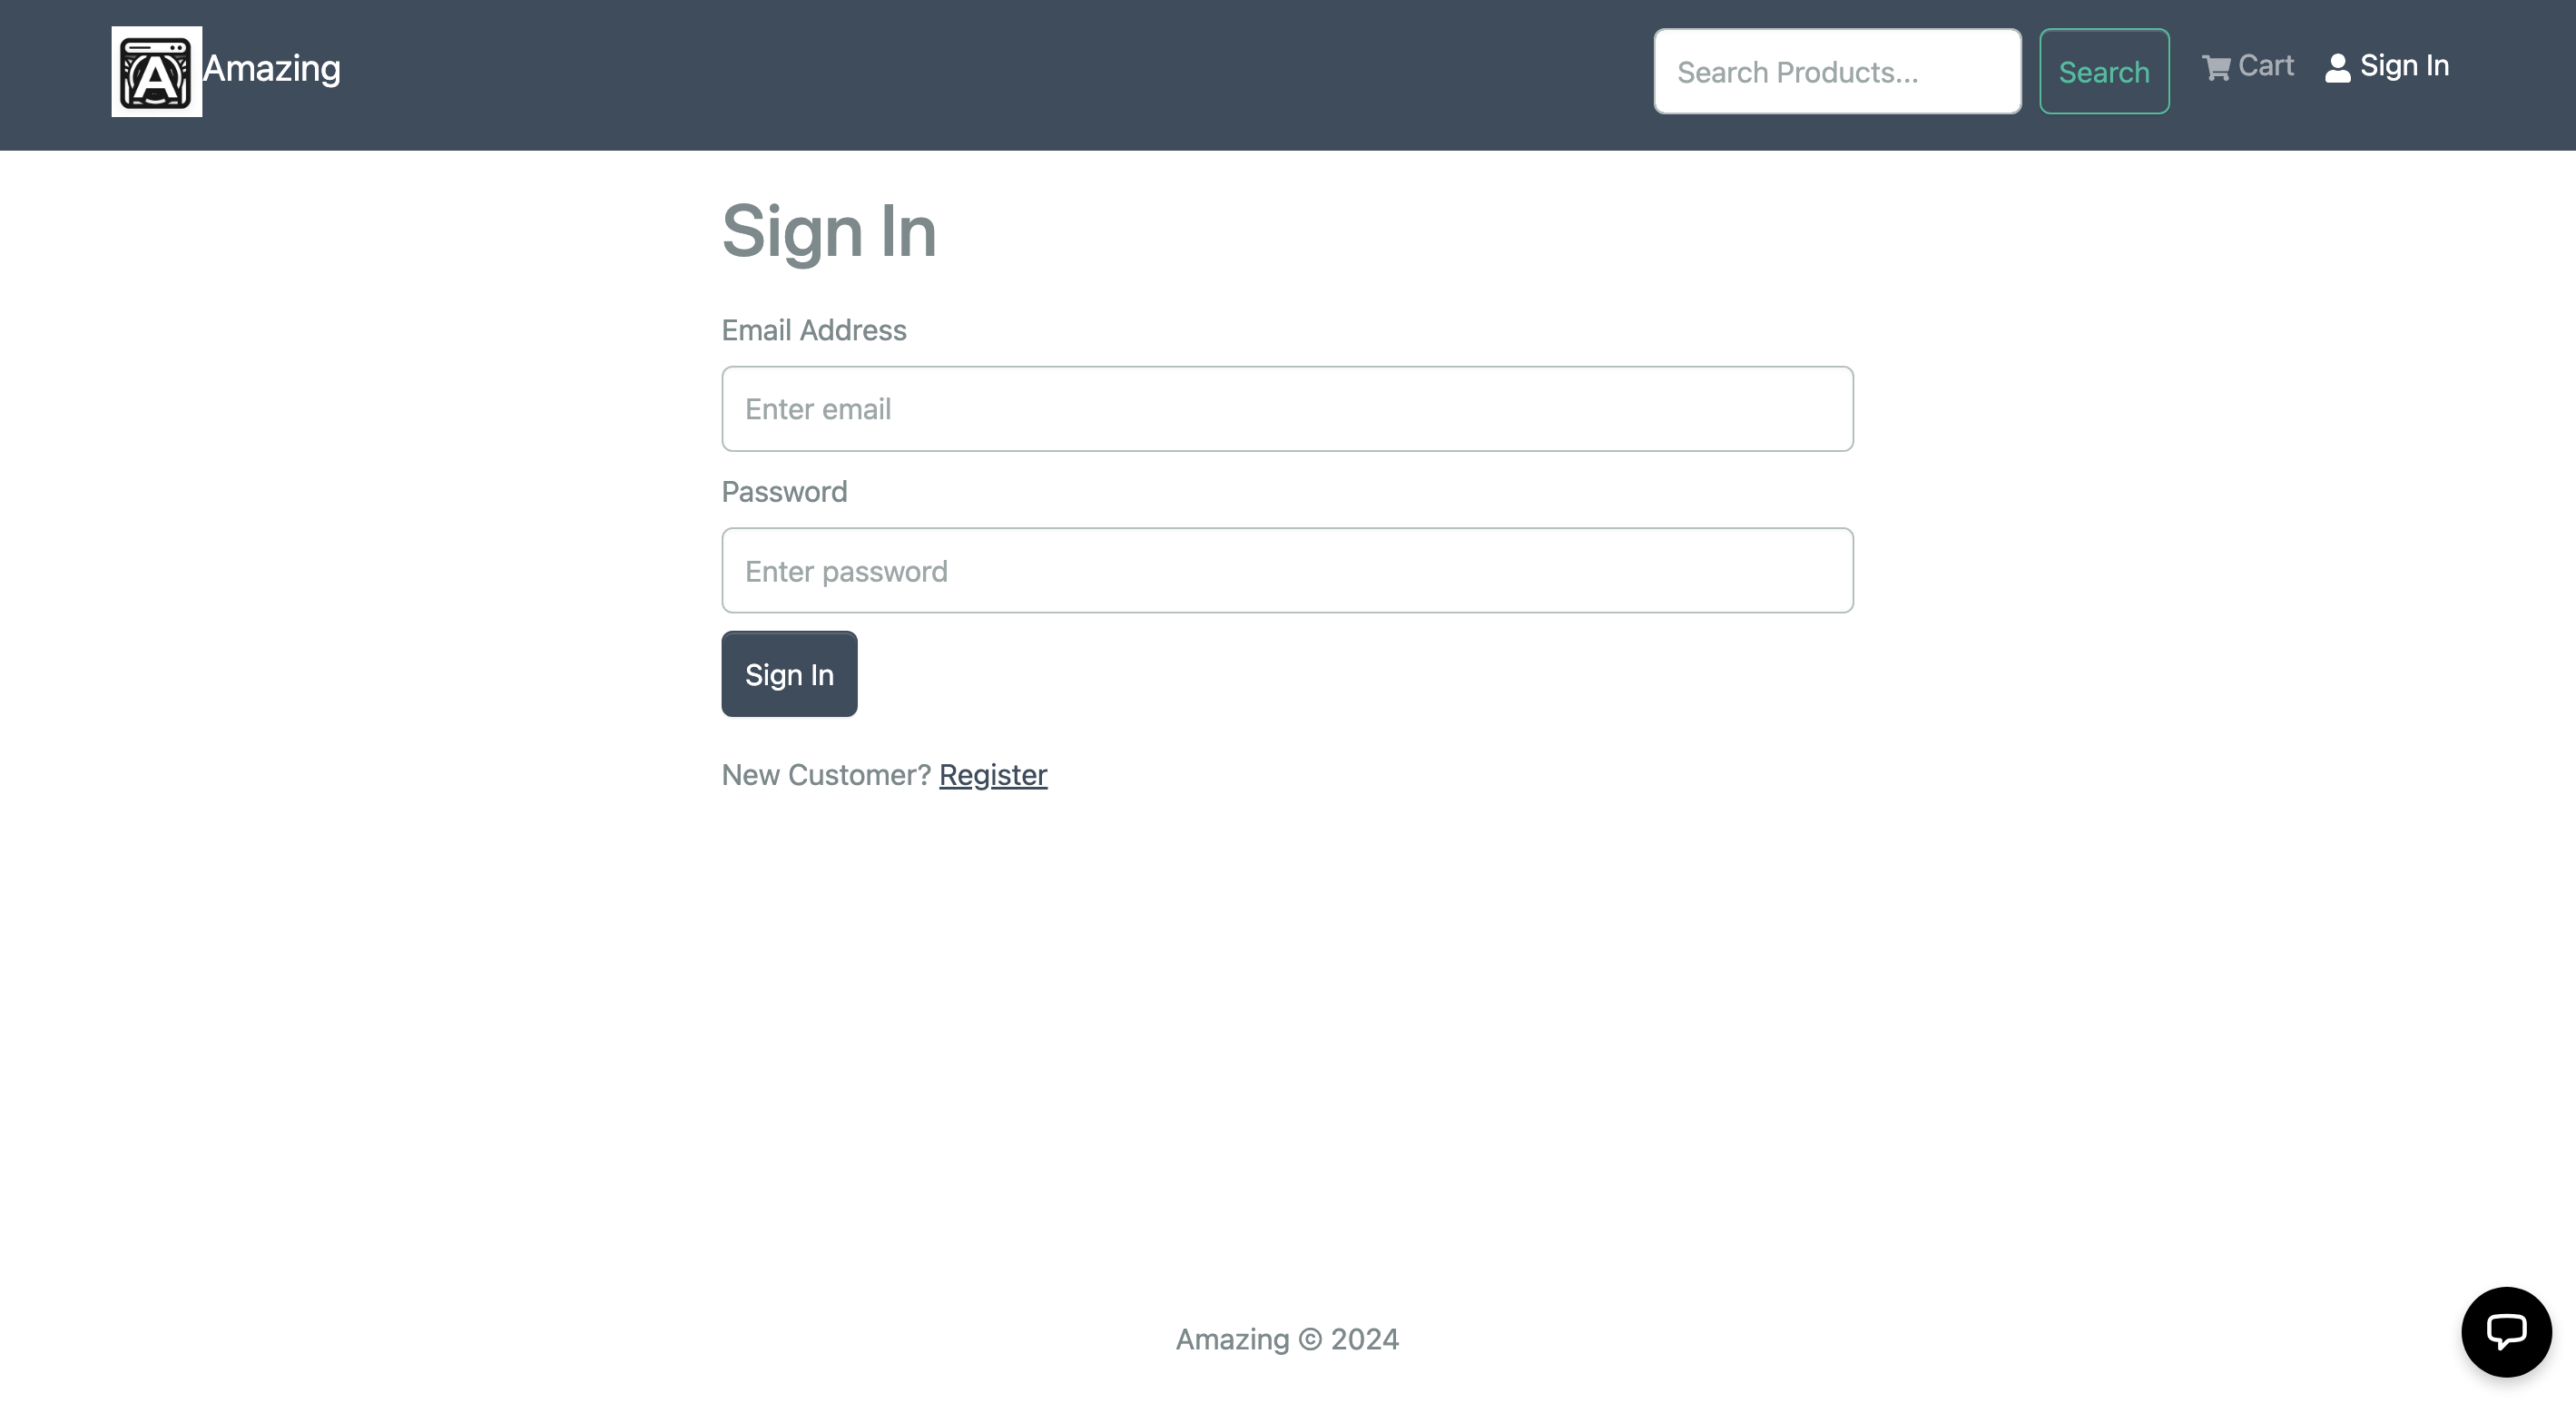 A
Amazing
Search Products...
Search
Cart
Sign In
Sign In
Email Address
Enter email
Password
Enter password
Sign In
New Customer? Register
Amazing © 2024